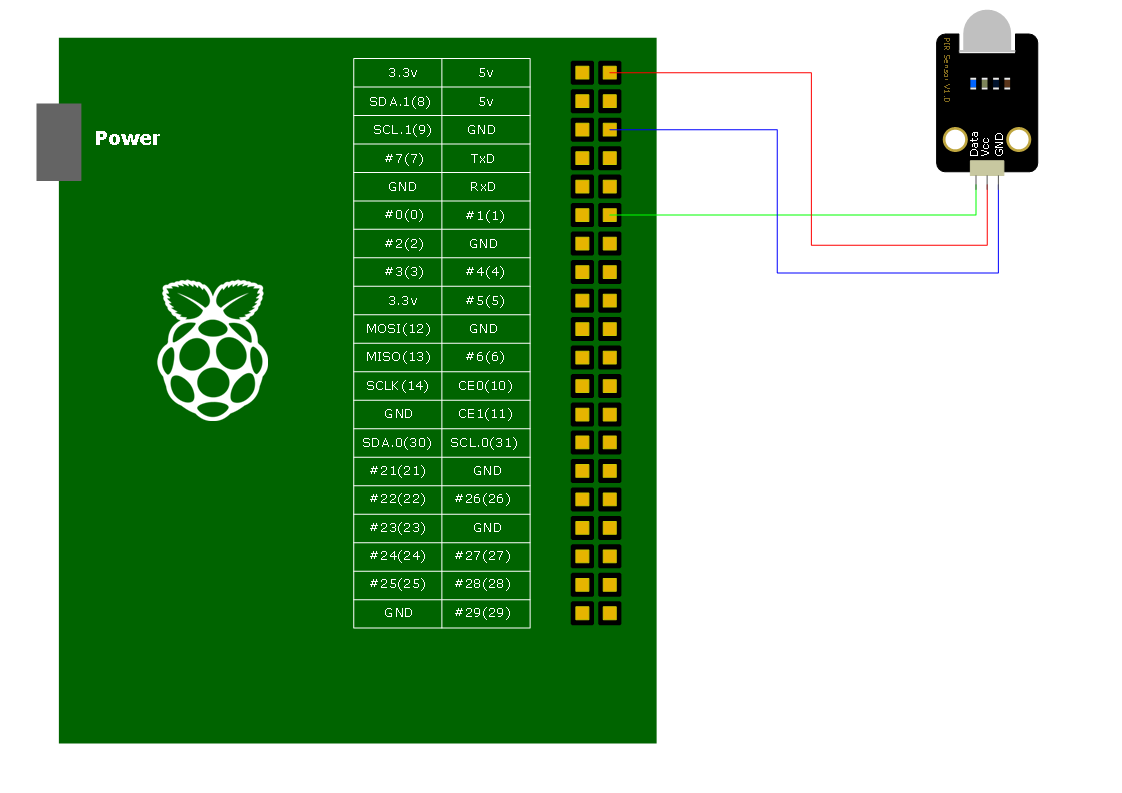 Power
3.3v 5v
SDA.1(8) 5v
SCL.1(9) GND
#7(7) TxD
GND RxD
#0(0) #1(1)
#2(2) GND
#3(3) #4(4)
3.3v #5(5)
MOSI(12) GND
MISO(13) #6(6)
SCLK(14) CE0(10)
GND CE1(11)
SDA.0(30) SCL.0(31)
#21(21) GND
#22(22) #26(26)
#23(23) GND
#24(24) #27(27)
#25(25) #28(28)
GND #29(29)
PIR Sensor V1.0
Data
Vcc
GND